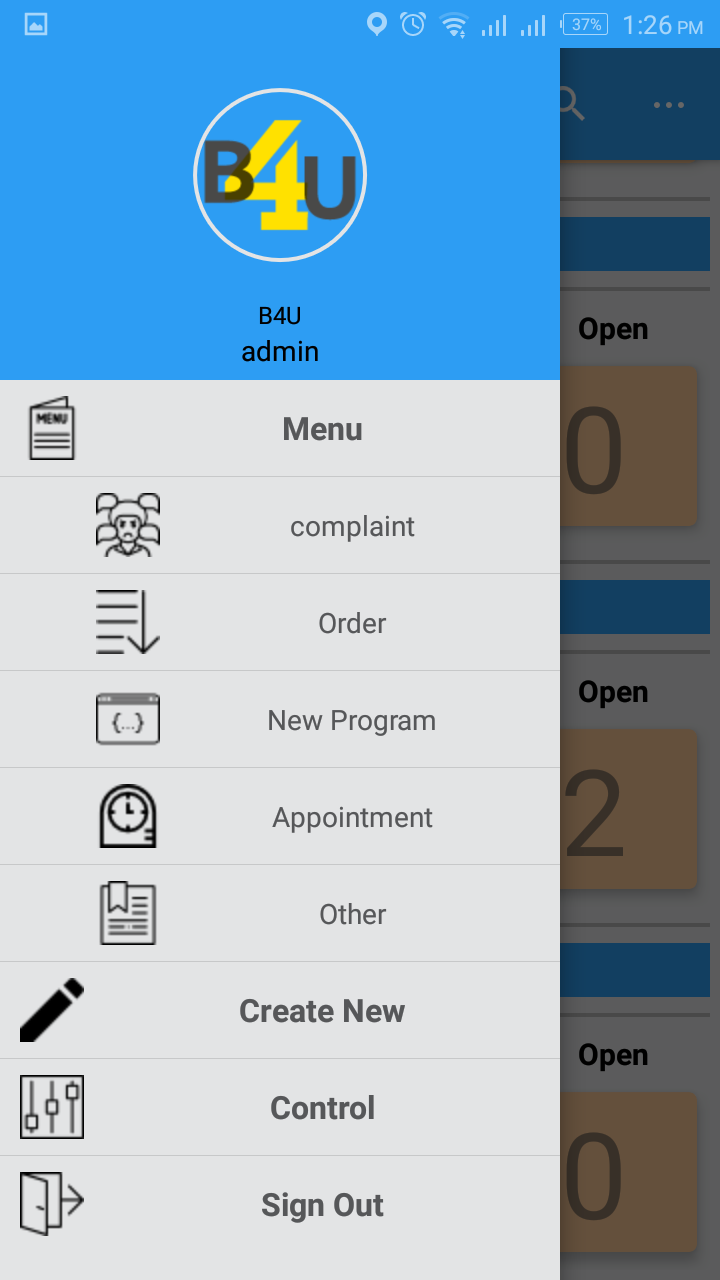 37% 1:26 PM
B4U
B4U
admin
MENU
Menu
complaint
Order
{...} New Program
Appointment
Other
Create New
Control
Sign Out
Open
0
Open
2
Open
0